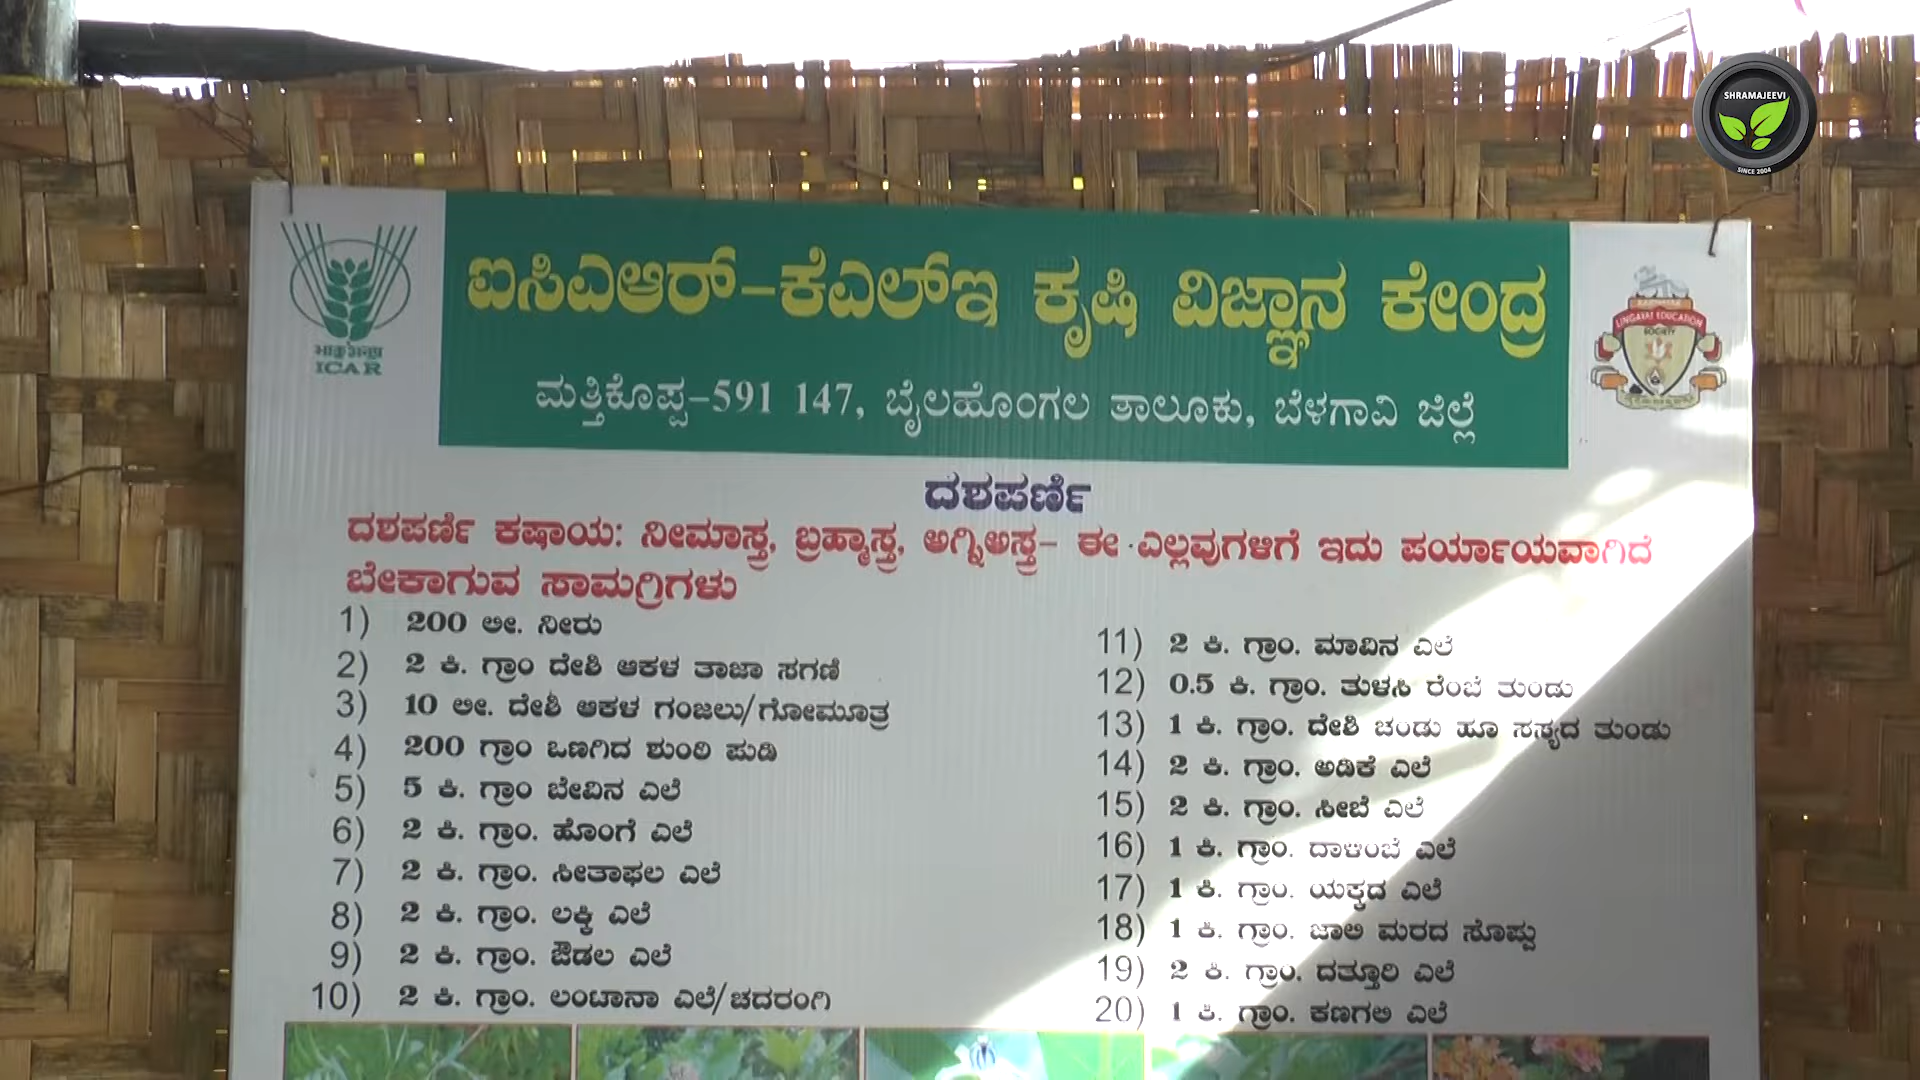 SHRAMAJEEVI
SINCE 2004
ಐಸಿಎಆರ್-ಕೆಎಲ್ಇ ಕೃಷಿ ವಿಜ್ಞಾನ ಕೇಂದ್ರ
ಮತ್ತಿಕೊಪ್ಪ-591 147, ಬೈಲಹೊಂಗಲ ತಾಲೂಕು, ಬೆಳಗಾವಿ ಜಿಲ್ಲೆ
ICAR
LINGAYAT EDUCATION
SOCIETY
ದಶಪರ್ಣಿ
ದಶಪರ್ಣಿ ಕಷಾಯ: ನೀಮಾಸ್ತ್ರ, ಬ್ರಹ್ಮಾಸ್ತ್ರ, ಅಗ್ನಿಅಸ್ತ್ರ- ಈ ಎಲ್ಲವುಗಳಿಗೆ ಇದು ಪರ್ಯಾಯವಾಗಿದೆ
ಬೇಕಾಗುವ ಸಾಮಗ್ರಿಗಳು
1) 200 ಲೀ. ನೀರು
2) 2 ಕಿ. ಗ್ರಾಂ ದೇಶಿ ಆಕಳ ತಾಜಾ ಸಗಣಿ
3) 10 ಲೀ. ದೇಶಿ ಆಕಳ ಗಂಜಲು/ಗೋಮೂತ್ರ
4) 200 ಗ್ರಾಂ ಒಣಗಿದ ಶುಂಠಿ ಪುಡಿ
5) 5 ಕಿ. ಗ್ರಾಂ ಬೇವಿನ ಎಲೆ
6) 2 ಕಿ. ಗ್ರಾಂ. ಹೊಂಗೆ ಎಲೆ
7) 2 ಕಿ. ಗ್ರಾಂ. ಸೀತಾಫಲ ಎಲೆ
8) 2 ಕಿ. ಗ್ರಾಂ. ಲಕ್ಕಿ ಎಲೆ
9) 2 ಕಿ. ಗ್ರಾಂ. ಔಡಲ ಎಲೆ
10) 2 ಕಿ. ಗ್ರಾಂ. ಲಂಟಾನಾ ಎಲೆ/ಚದರಂಗಿ
11) 2 ಕಿ. ಗ್ರಾಂ. ಮಾವಿನ ಎಲೆ
12) 0.5 ಕಿ. ಗ್ರಾಂ. ತುಳಸಿ ರೆಂಬೆ ತುಂಡು
13) 1 ಕಿ. ಗ್ರಾಂ. ದೇಶಿ ಚಂಡು ಹೂ ಸಸ್ಯದ ತುಂಡು
14) 2 ಕಿ. ಗ್ರಾಂ. ಅಡಿಕೆ ಎಲೆ
15) 2 ಕಿ. ಗ್ರಾಂ. ಸೀಬೆ ಎಲೆ
16) 1 ಕಿ. ಗ್ರಾಂ. ದಾಳಿಂಬೆ ಎಲೆ
17) 1 ಕಿ. ಗ್ರಾಂ. ಯಕ್ಕದ ಎಲೆ
18) 1 ಕಿ. ಗ್ರಾಂ. ಜಾಲಿ ಮರದ ಸೊಪ್ಪು
19) 2 ಕಿ. ಗ್ರಾಂ. ದತ್ತೂರಿ ಎಲೆ
20) 1 ಕಿ. ಗ್ರಾಂ. ಕಣಗಲಿ ಎಲೆ